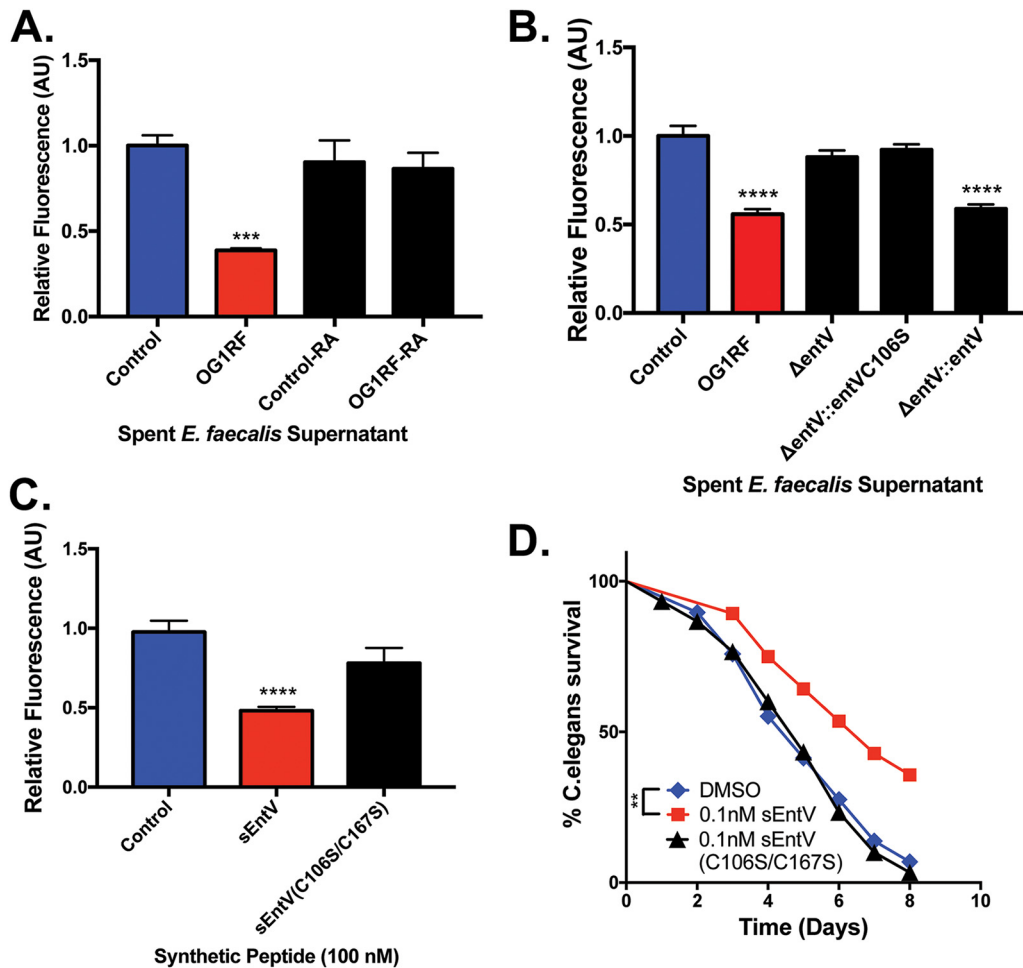 A.
Relative Fluorescence (AU)
1.5
1.0
0.5
0.0
***
Control
OG1RF
Control-RA
OG1RF-RA
Spent E. faecalis Supernatant
B.
Relative Fluorescence (AU)
1.5
1.0
0.5
0.0
****
****
Control
OG1RF
ΔentV
ΔentV::entVC106S
ΔentV::entV
Spent E. faecalis Supernatant
C.
Relative Fluorescence (AU)
1.5
1.0
0.5
0.0
****
Control
sEntV
sEntV(C106S/C167S)
Synthetic Peptide (100 nM)
D.
% C.elegans survival
100
50
0
**
DMSO
0.1nM sEntV
0.1nM sEntV
(C106S/C167S)
0 2 4 6 8 10
Time (Days)